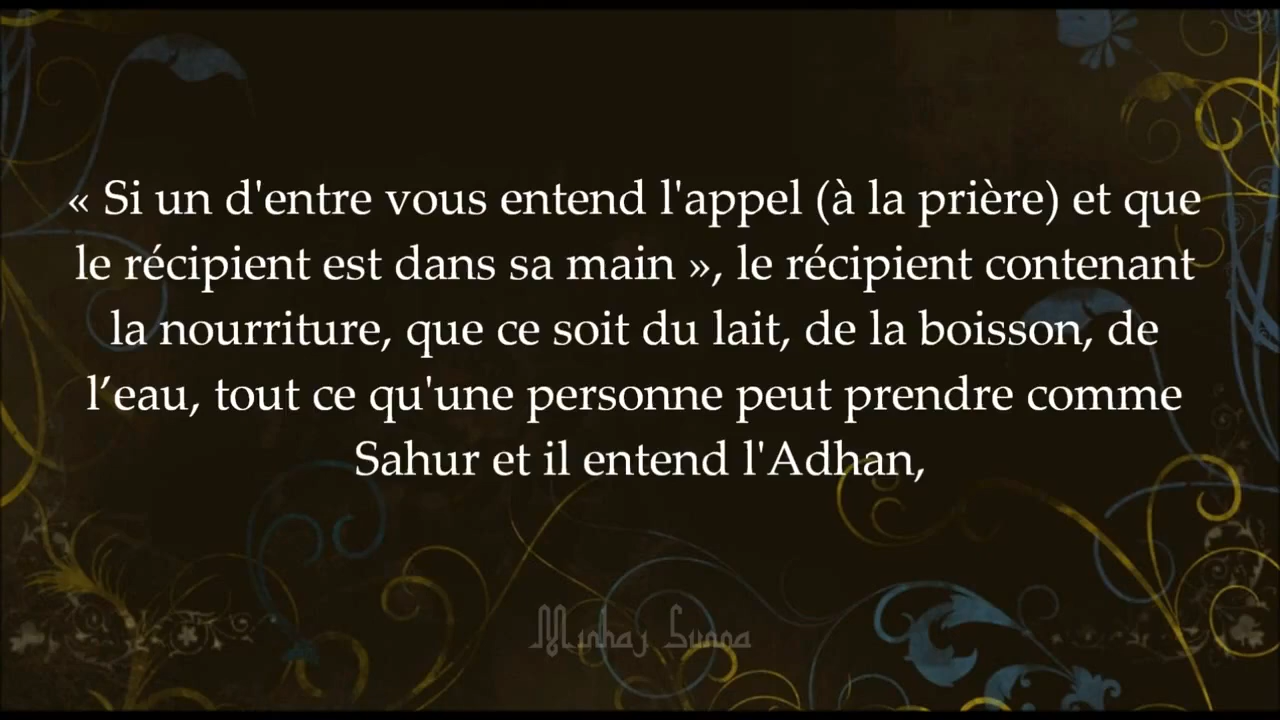 « Si un d'entre vous entend l'appel (à la prière) et que
le récipient est dans sa main », le récipient contenant
la nourriture, que ce soit du lait, de la boisson, de
l’eau, tout ce qu'une personne peut prendre comme
Sahur et il entend l'Adhan,
Minhaj Sunna